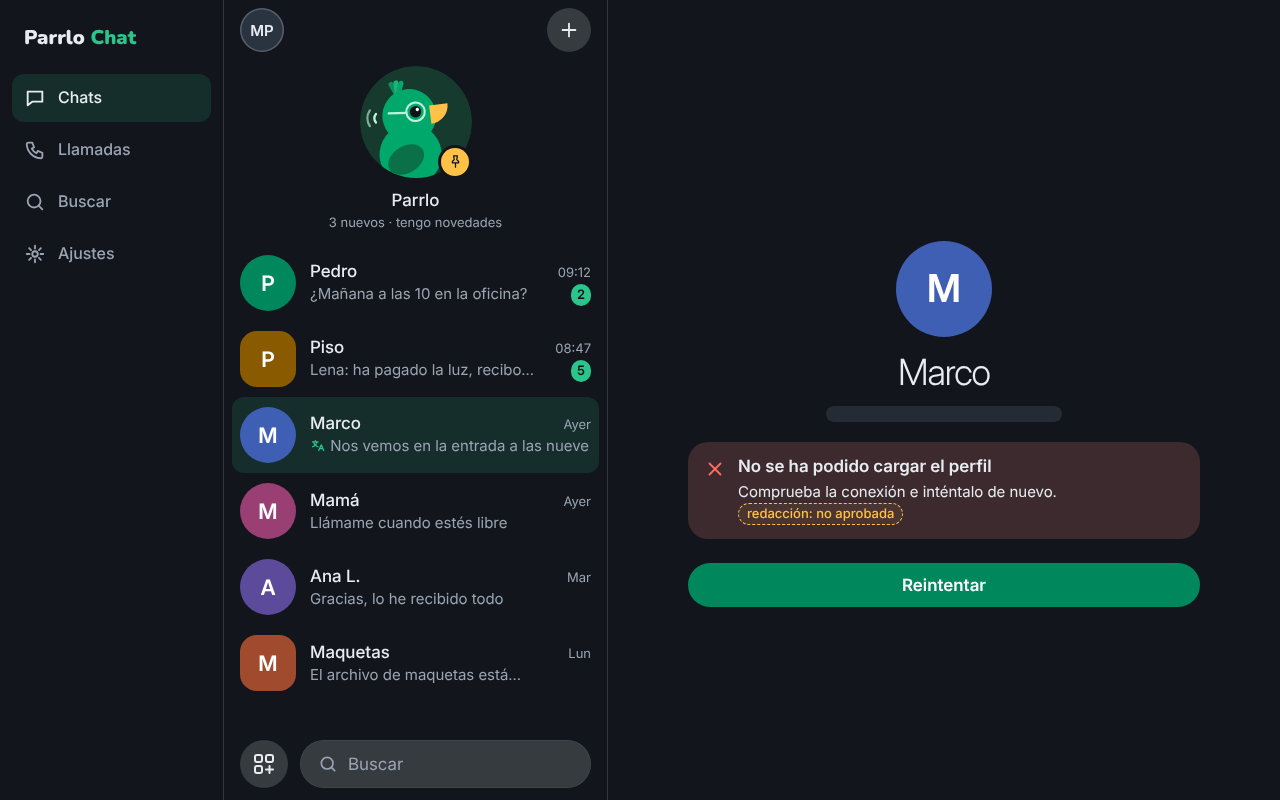 Parrlo Chat
Chats
Llamadas
Buscar
Ajustes
MP
Parrlo
3 nuevos · tengo novedades
P
Pedro
09:12
¿Mañana a las 10 en la oficina?
2
P
Piso
08:47
Lena: ha pagado la luz, recibo…
5
M
Marco
Ayer
Nos vemos en la entrada a las nueve
M
Mamá
Ayer
Llámame cuando estés libre
A
Ana L.
Mar
Gracias, lo he recibido todo
M
Maquetas
Lun
El archivo de maquetas está…
Buscar
M
Marco
No se ha podido cargar el perfil
Comprueba la conexión e inténtalo de nuevo.
redacción: no aprobada
Reintentar